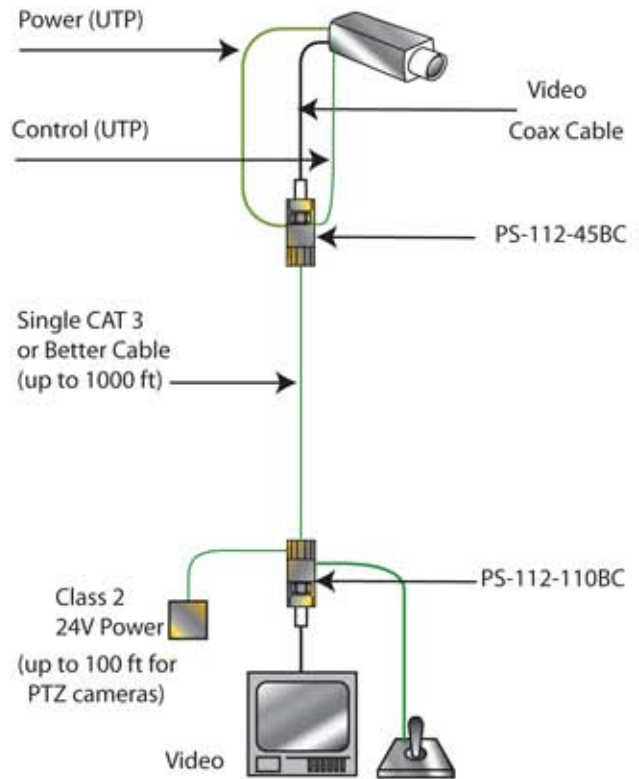 Power (UTP)
Video
Coax Cable
Control (UTP)
PS-112-45BC
Single CAT 3
or Better Cable
(up to 1000 ft)
PS-112-110BC
Class 2
24V Power
(up to 100 ft for
PTZ cameras)
Video